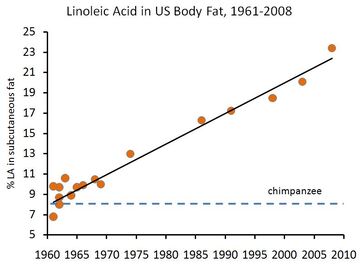 Linoleic Acid in US Body Fat, 1961-2008
% LA in subcutaneous fat
25
23
21
19
17
15
13
11
9
7
5
chimpanzee
1960 1965 1970 1975 1980 1985 1990 1995 2000 2005 2010